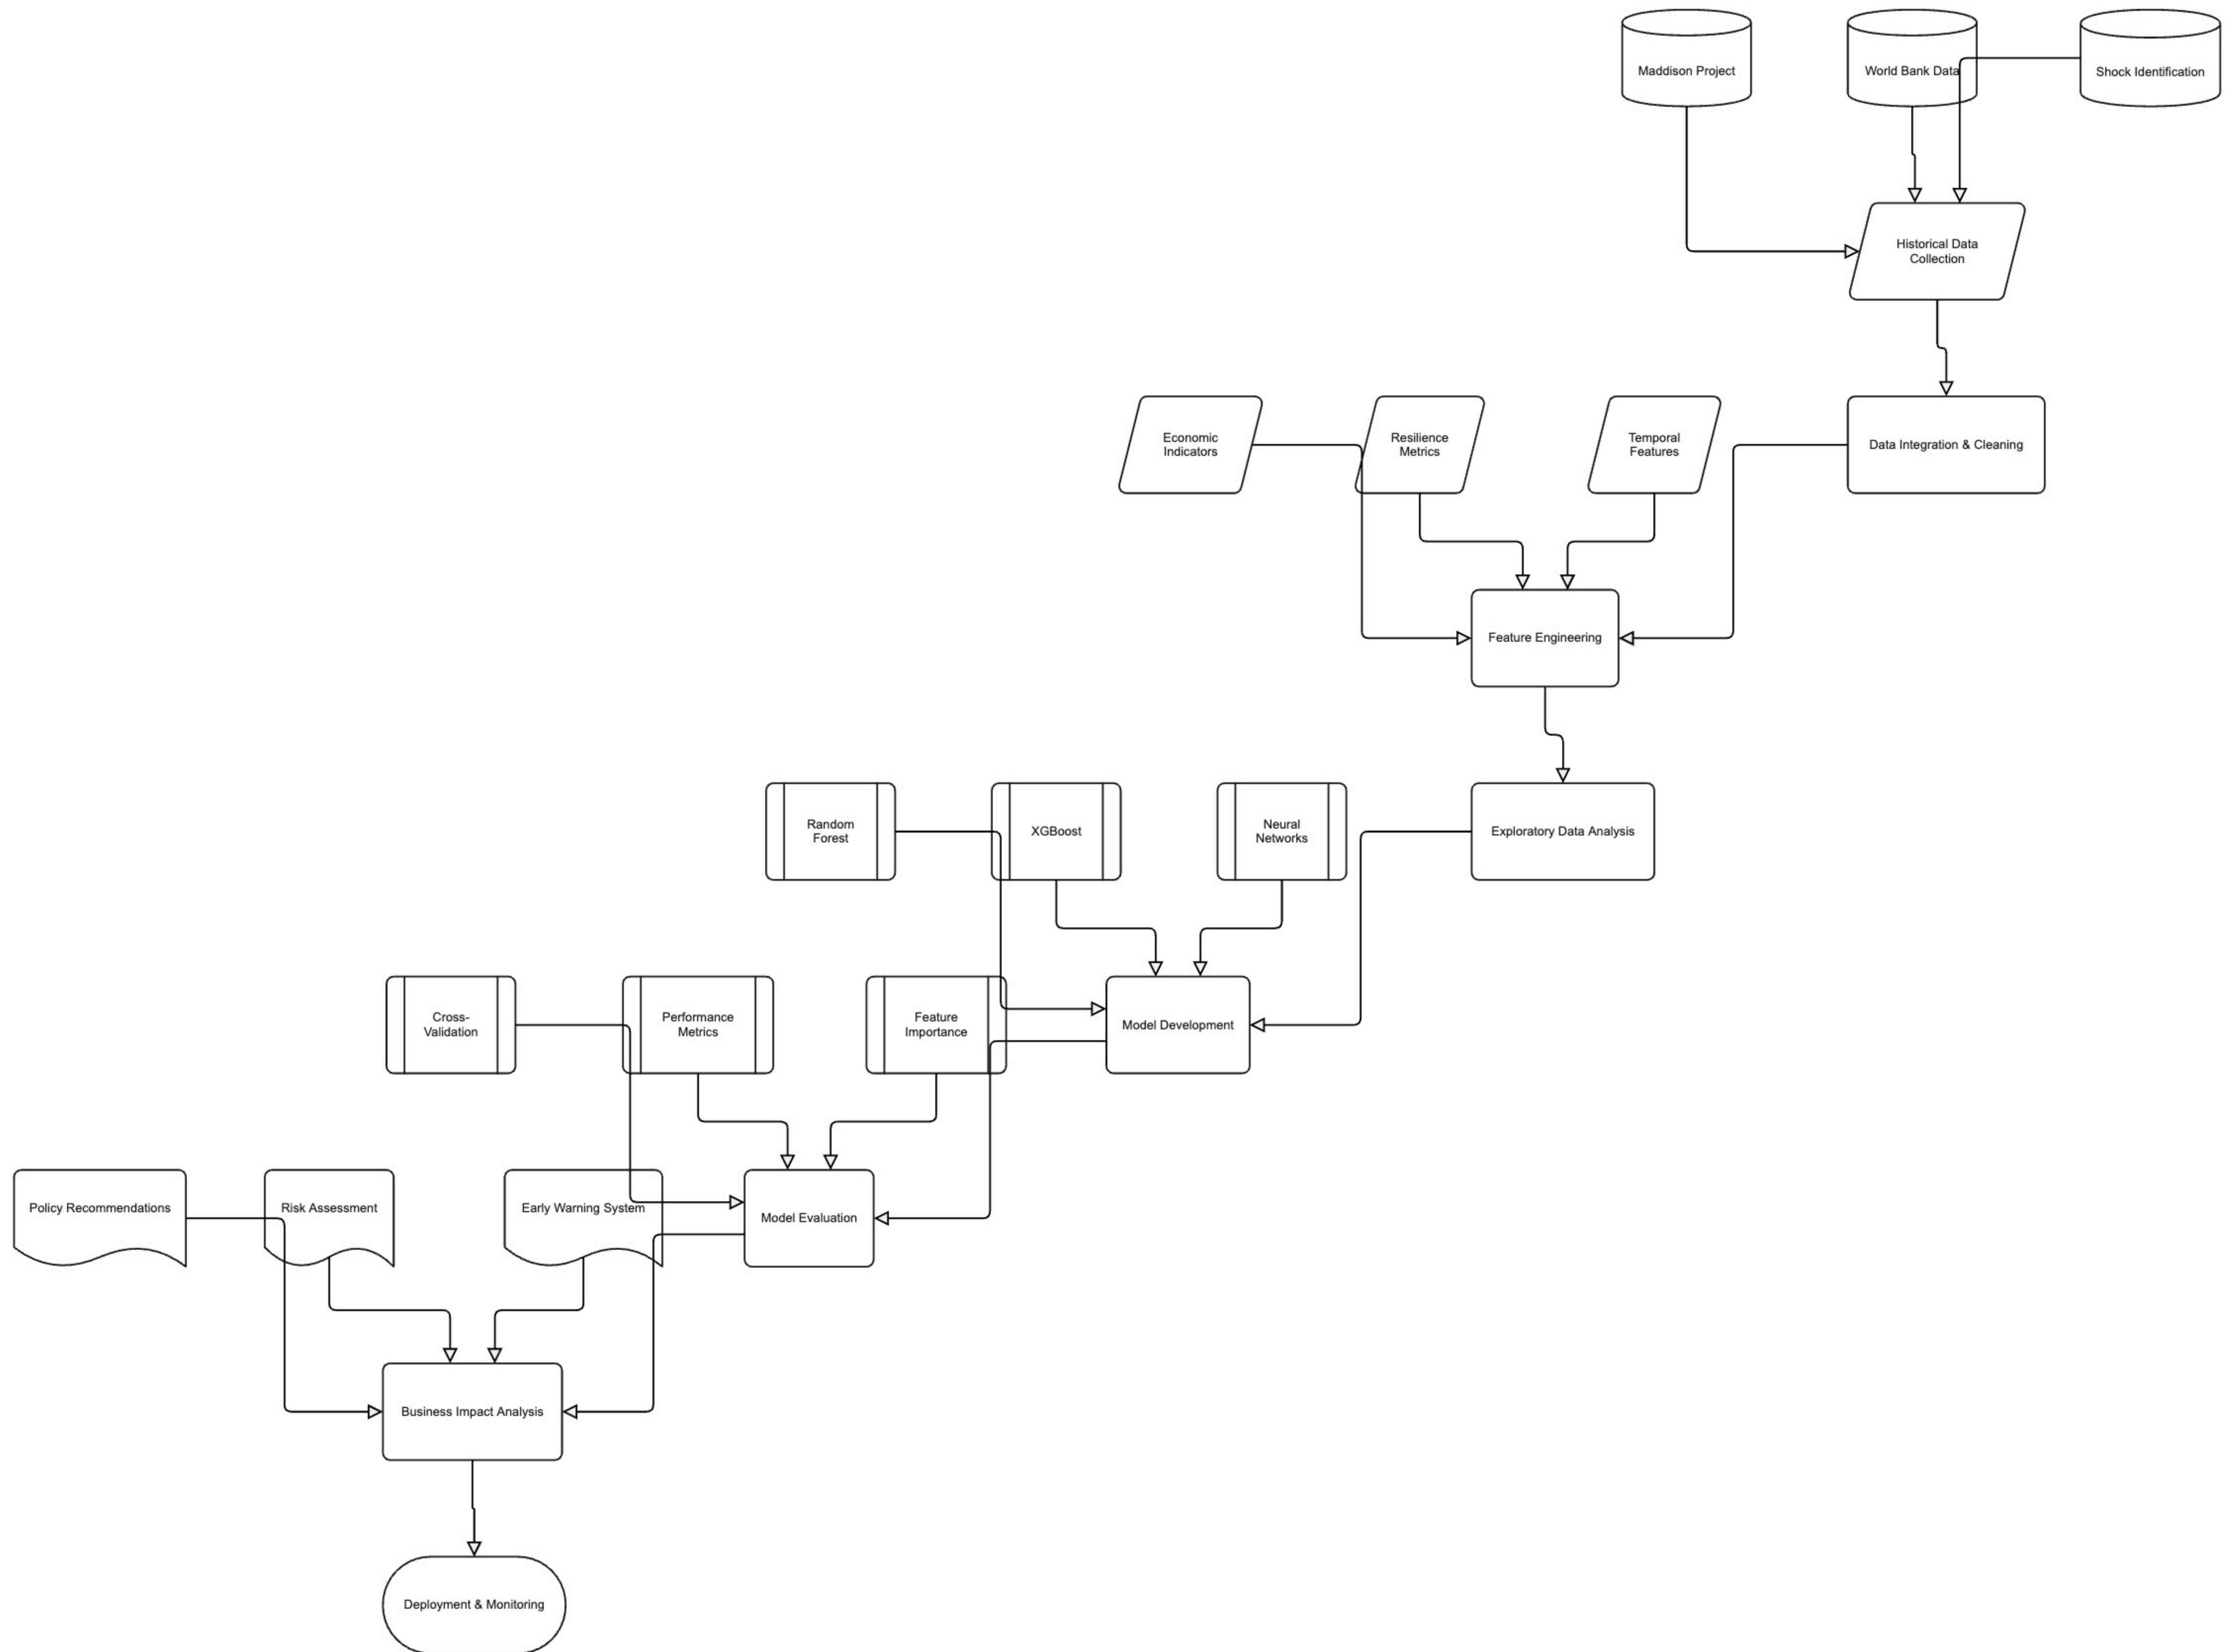 Maddison Project
World Bank Data
Shock Identification
Historical Data
Collection
Economic
Indicators
Resilience
Metrics
Temporal
Features
Data Integration & Cleaning
Feature Engineering
Random
Forest
XGBoost
Neural
Networks
Exploratory Data Analysis
Cross-
Validation
Performance
Metrics
Feature
Importance
Model Development
Policy Recommendations
Risk Assessment
Early Warning System
Model Evaluation
Business Impact Analysis
Deployment & Monitoring